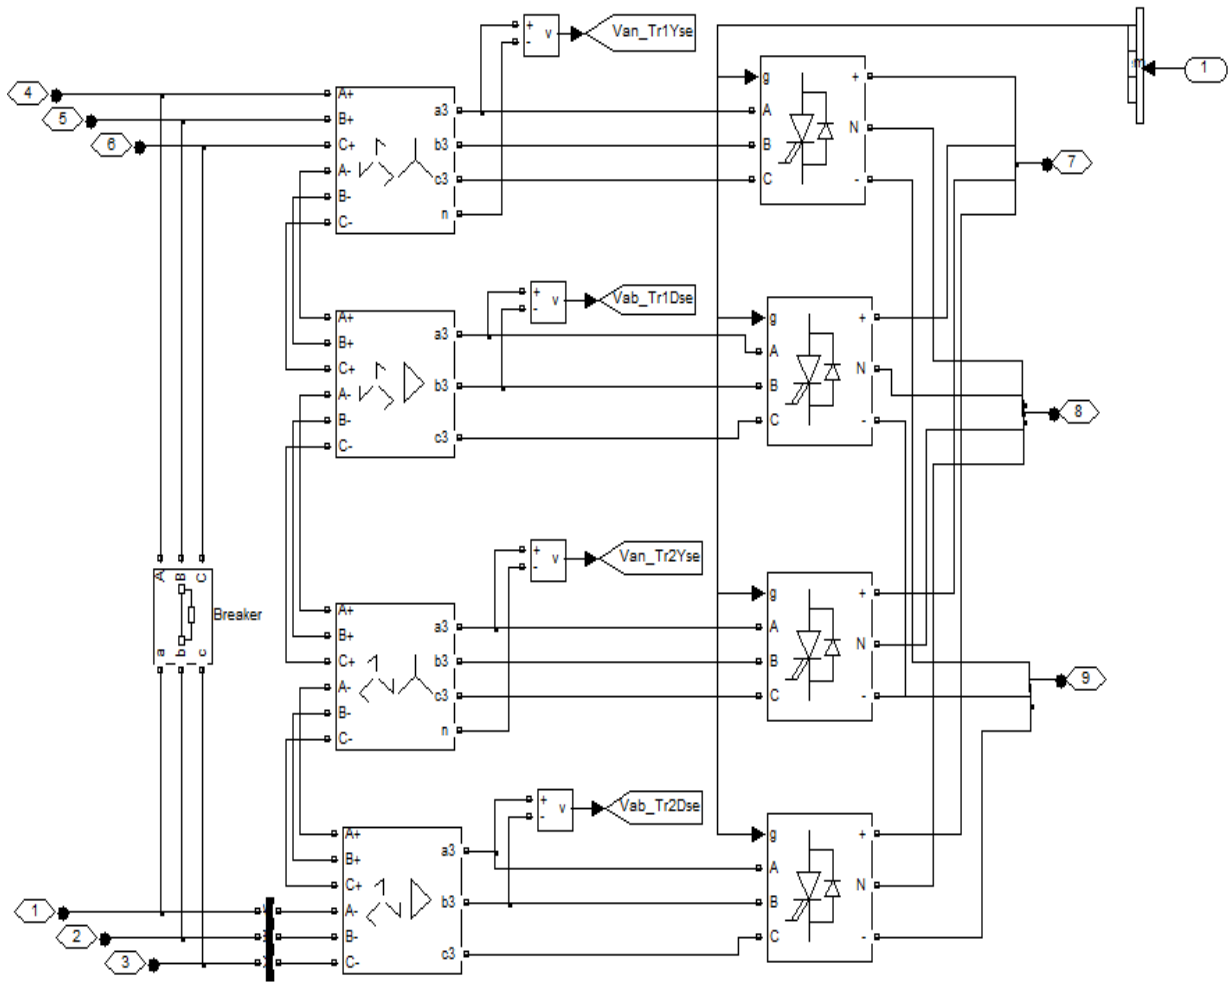 +
-
v
Van_Tr1Yse
g
A
B
C
+
N
-
m
1
4
5
6
A+
B+
C+
A-
B-
C-
a3
b3
c3
n
7
+
-
v
Vab_Tr1Dse
A+
B+
C+
A-
B-
C-
a3
b3
c3
g
A
B
C
+
N
-
8
+
-
v
Van_Tr2Yse
A B C
a b c
Breaker
A+
B+
C+
A-
B-
C-
a3
b3
c3
n
g
A
B
C
+
N
-
9
+
-
v
Vab_Tr2Dse
A+
B+
C+
A-
B-
C-
a3
b3
c3
g
A
B
C
+
N
-
1
2
3